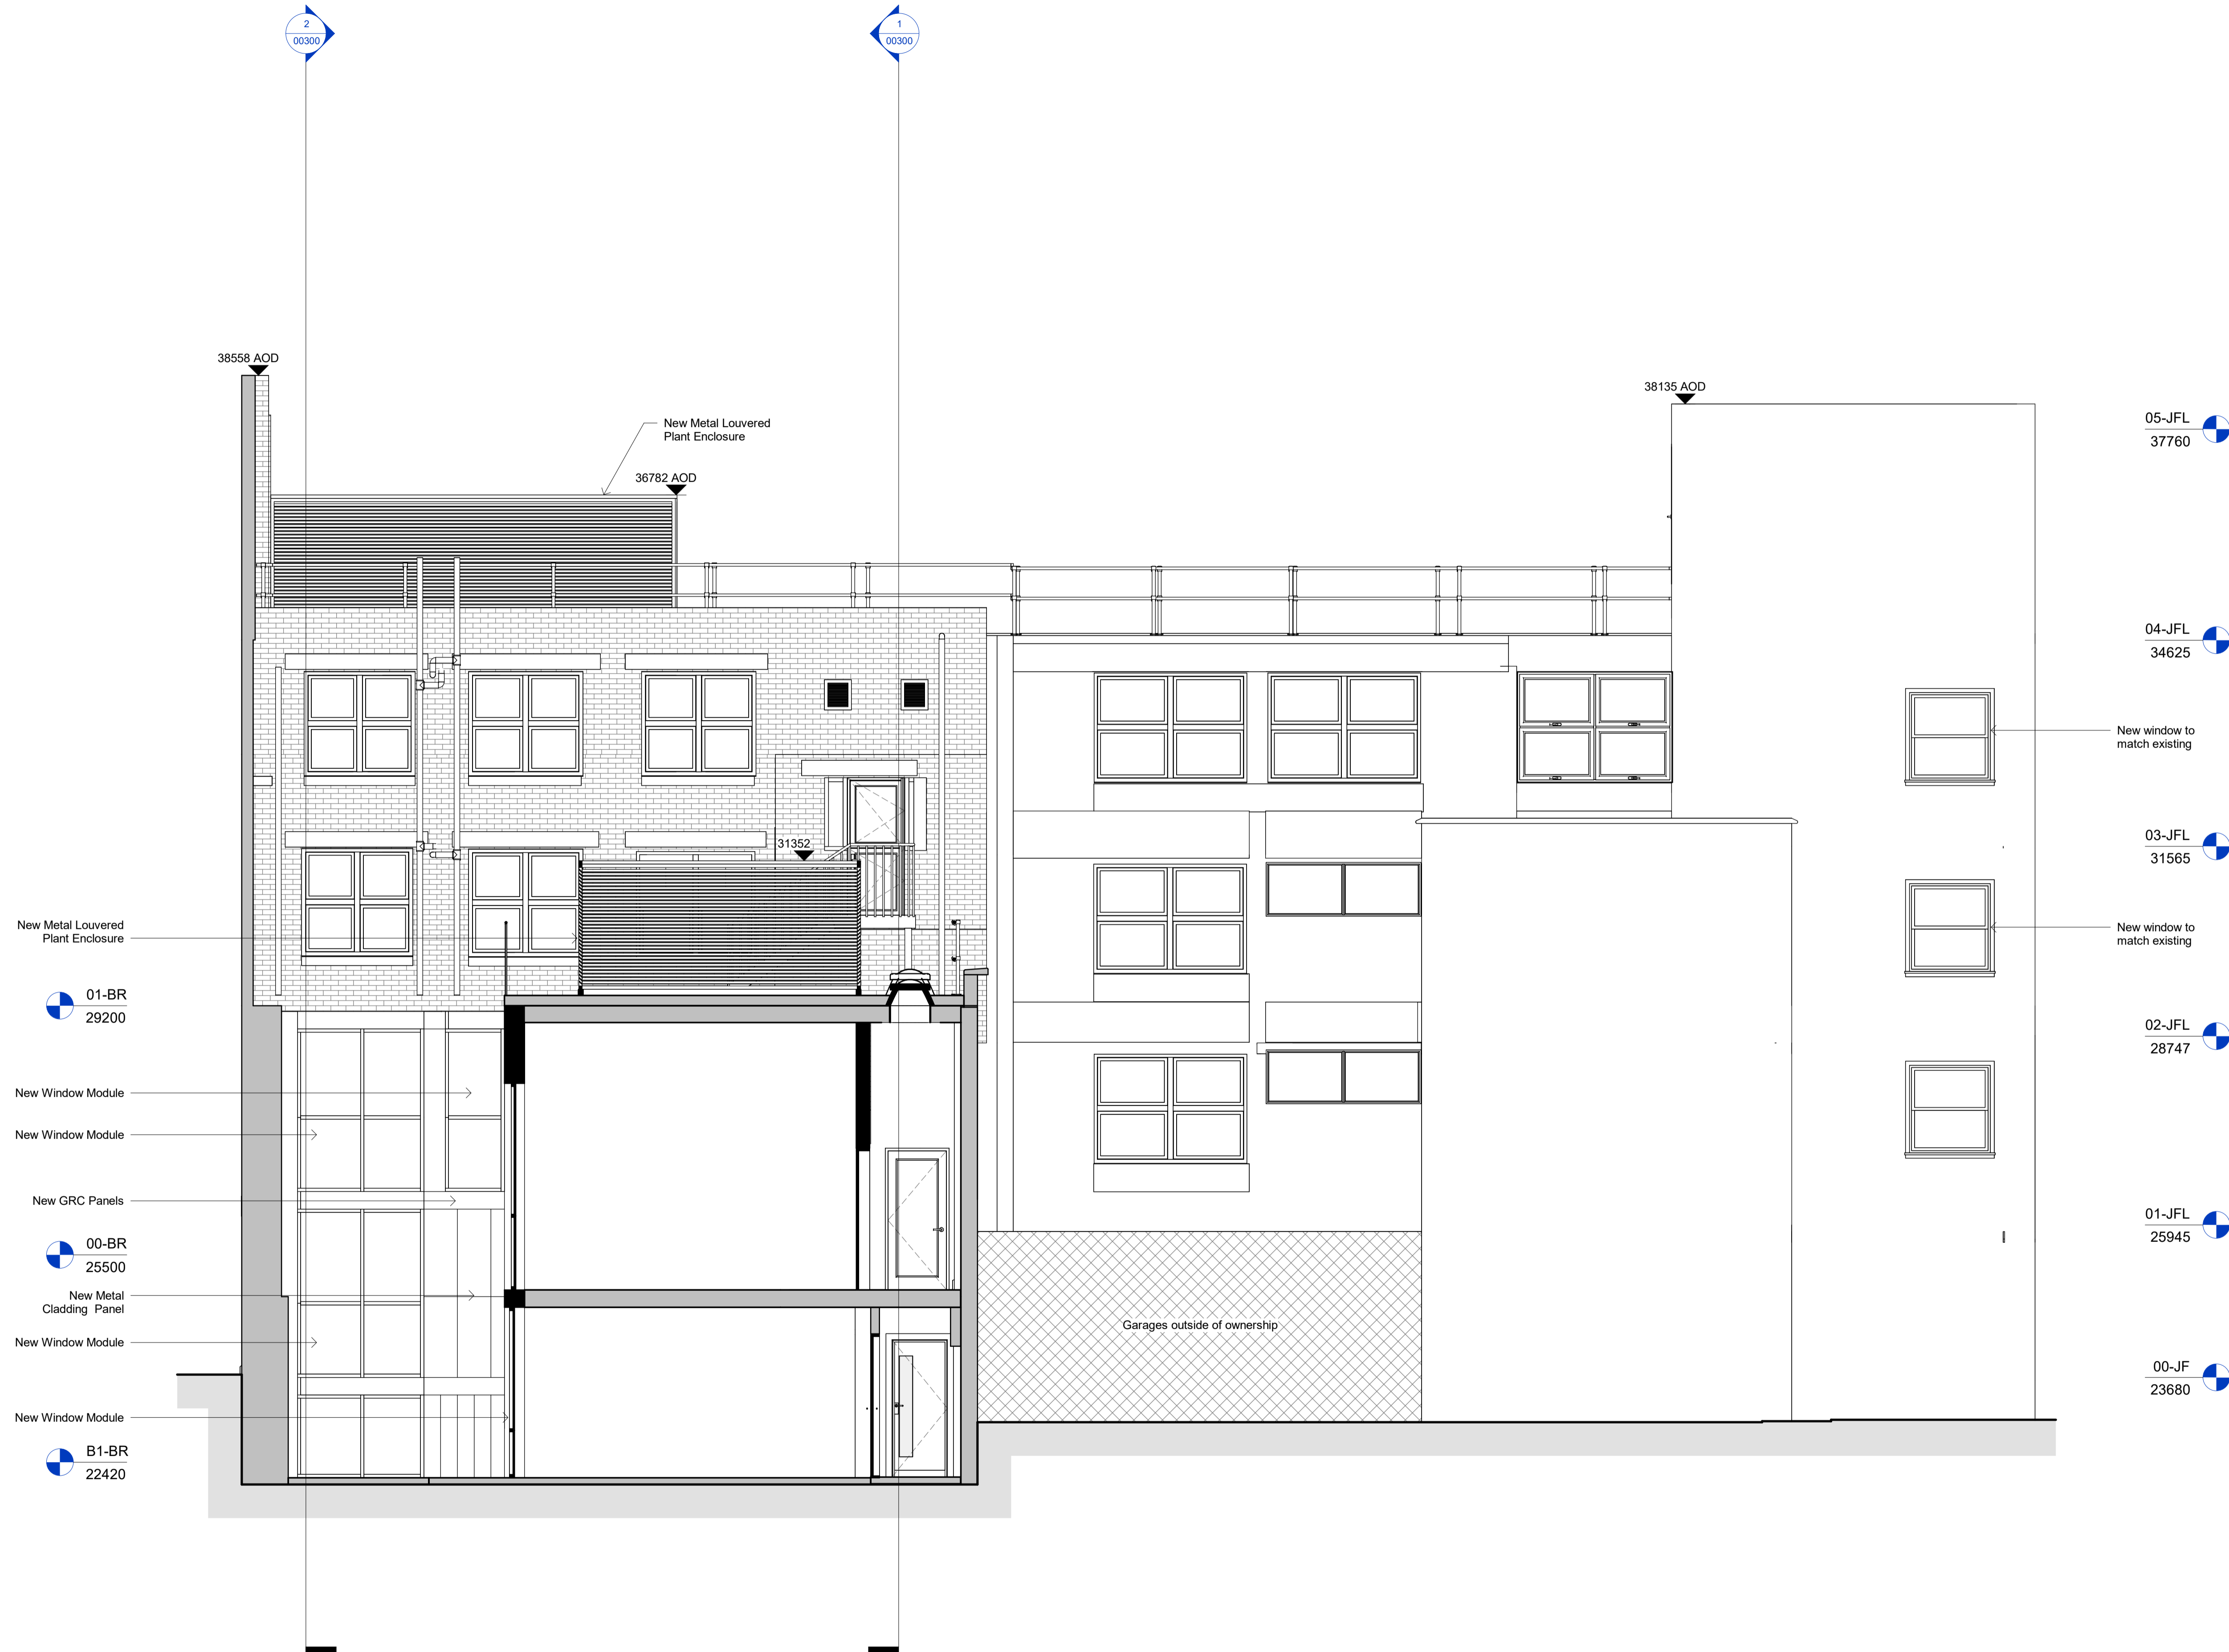 2
00300
1
00300
38558 AOD
38135 AOD
New Metal Louvered
Plant Enclosure
36782 AOD
05-JFL
37760
04-JFL
34625
New window to
match existing
03-JFL
31565
31352
New Metal Louvered
Plant Enclosure
New window to
match existing
01-BR
29200
02-JFL
28747
New Window Module
New Window Module
New GRC Panels
01-JFL
25945
00-BR
25500
New Metal
Cladding Panel
Garages outside of ownership
New Window Module
00-JF
23680
New Window Module
B1-BR
22420